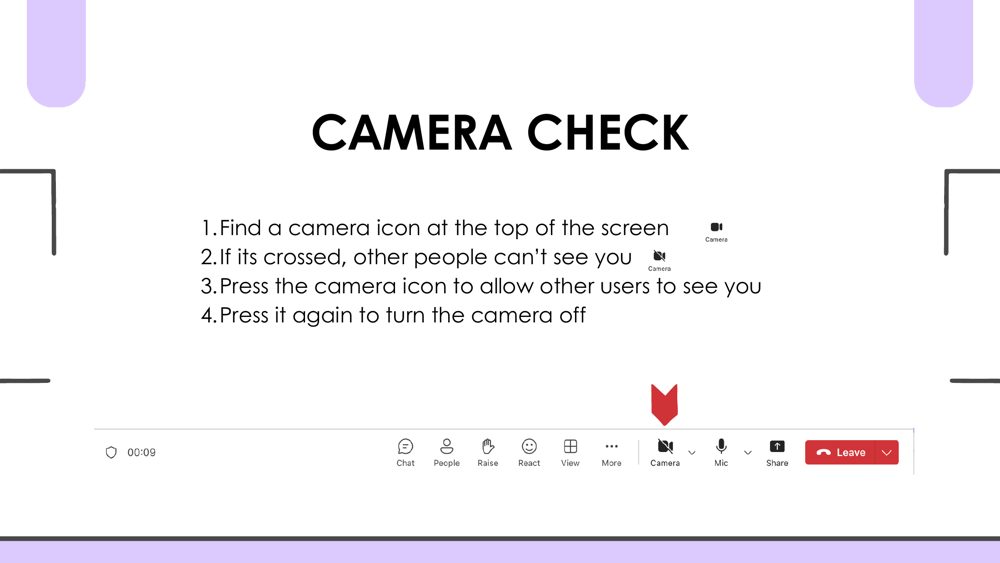 CAMERA CHECK
1.Find a camera icon at the top of the screen
Camera
2.If its crossed, other people can’t see you
Camera
3.Press the camera icon to allow other users to see you
4.Press it again to turn the camera off
00:09 Chat People Raise React View More Camera Mic Share Leave